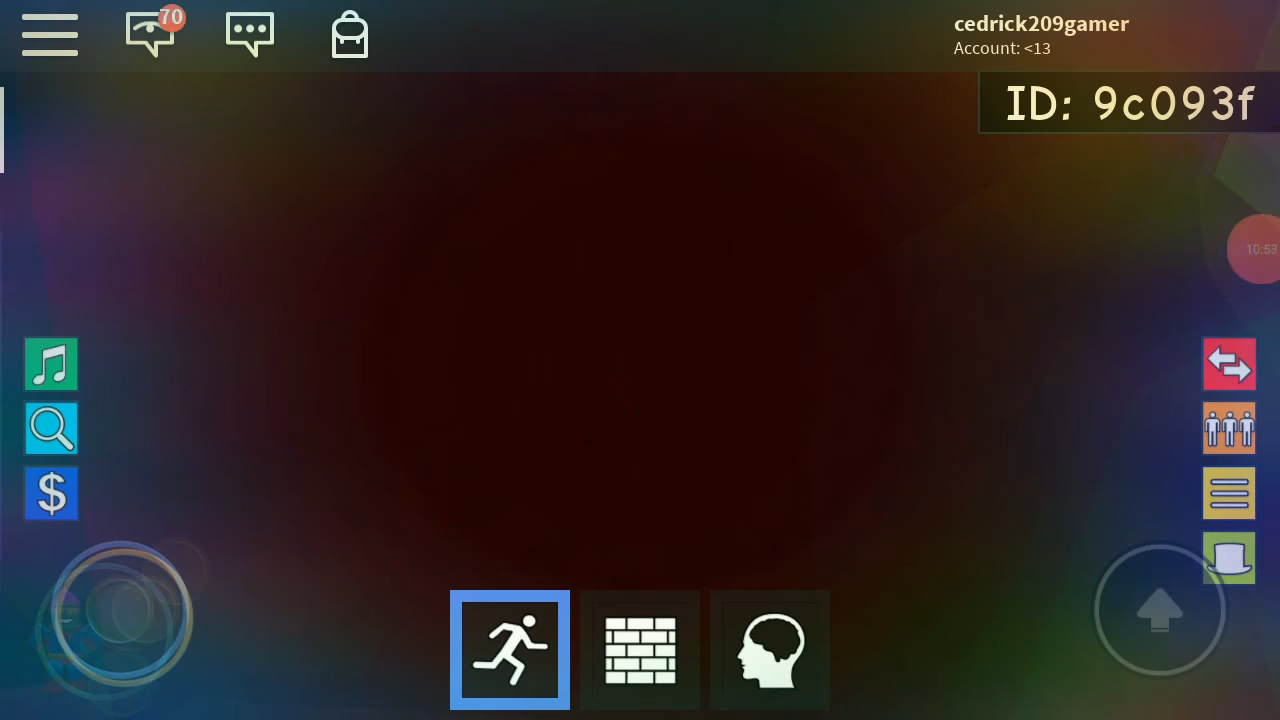 70
cedrick209gamer
Account: <13
ID: 9c093f
10:58
$